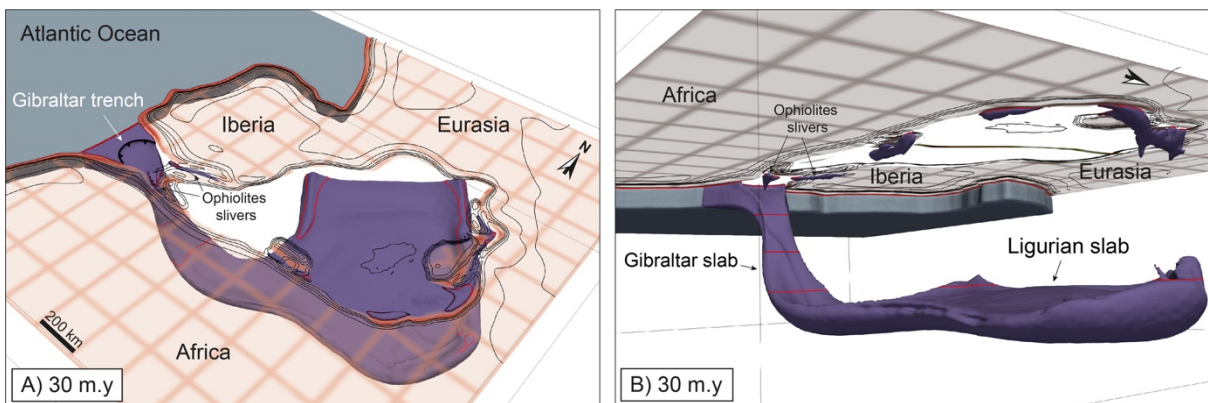 Atlantic Ocean
Gibraltar trench
Iberia
Eurasia
N
Ophiolites
slivers
200 km
Africa
A) 30 m.y
Africa
Ophiolites
slivers
Iberia
Eurasia
Gibraltar slab
Ligurian slab
B) 30 m.y